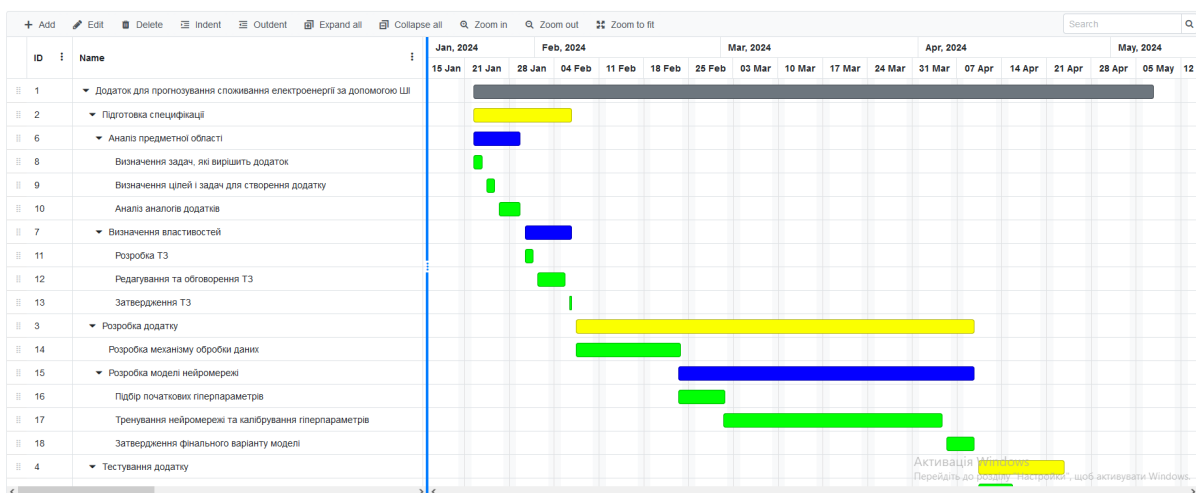 Add Edit Delete Indent Outdent Expand all Collapse all Zoom in Zoom out Zoom to fit Search
ID Name
Jan, 2024 Feb, 2024 Mar, 2024 Apr, 2024 May, 2024
15 Jan 21 Jan 28 Jan 04 Feb 11 Feb 18 Feb 25 Feb 03 Mar 10 Mar 17 Mar 24 Mar 31 Mar 07 Apr 14 Apr 21 Apr 28 Apr 05 May 12
1 Додаток для прогнозування споживання електроенергії за допомогою ШІ
2 Підготовка специфікації
6 Аналіз предметної області
8 Визначення задач, які вирішить додаток
9 Визначення цілей і задач для створення додатку
10 Аналіз аналогів додатків
7 Визначення властивостей
11 Розробка ТЗ
12 Редагування та обговорення ТЗ
13 Затвердження ТЗ
3 Розробка додатку
14 Розробка механізму обробки даних
15 Розробка моделі нейромережі
16 Підбір початкових гіперпараметрів
17 Тренування нейромережі та калібрування гіперпараметрів
18 Затвердження фінального варіанту моделі
4 Тестування додатку
Активація Windows
Перейдіть до розділу "Настройки", щоб активувати Windows.